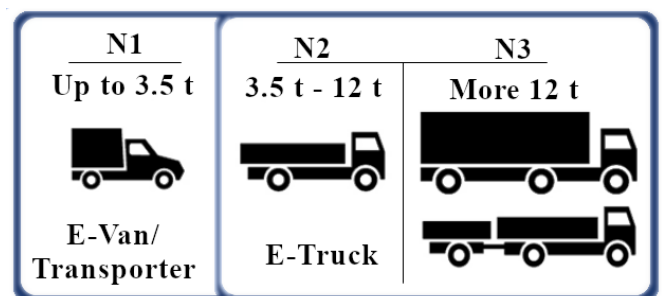 N1
Up to 3.5 t
E-Van/
Transporter
N2
3.5 t - 12 t
E-Truck
N3
More 12 t